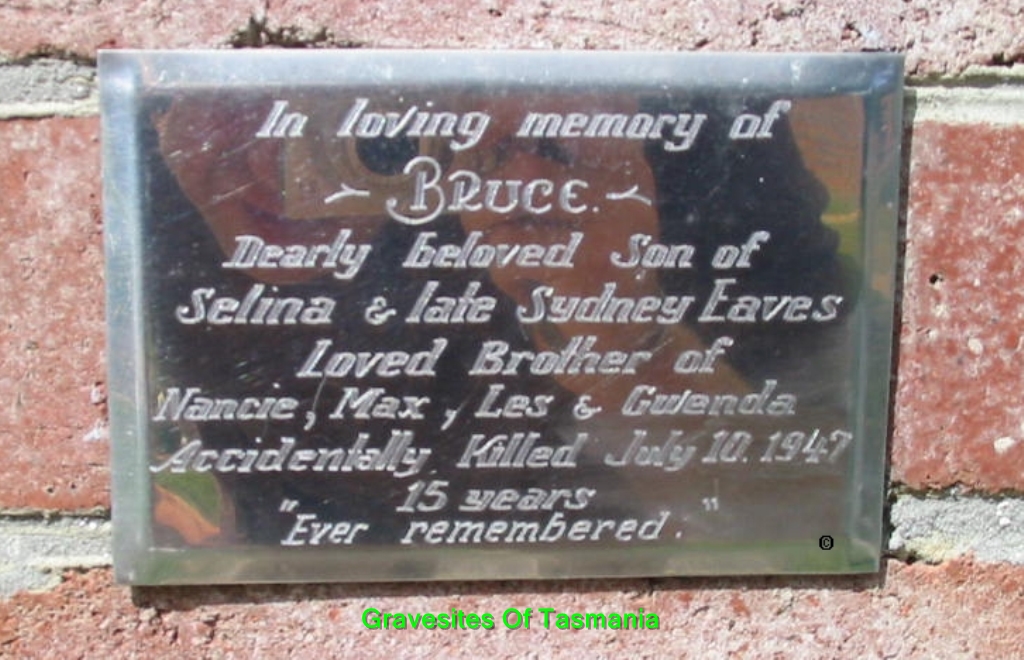 In loving memory of
~ BRUCE. ~
Dearly beloved Son of
Selina & late Sydney Eaves
Loved Brother of
Nancie, Max, Les & Gwenda
Accidentally Killed July 10. 1947
15 years
"Ever remembered."
©
Gravesites Of Tasmania